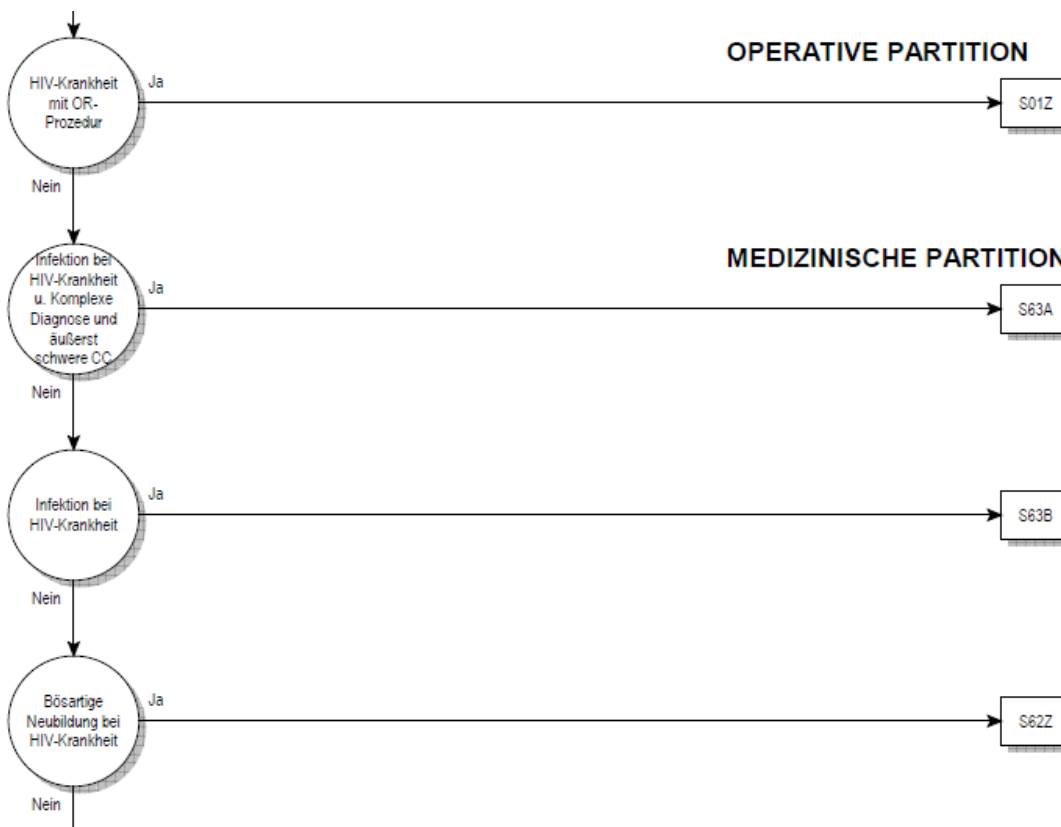 OPERATIVE PARTITION
HIV-Krankheit
mit OR-
Prozedur
Ja
S01Z
Nein
MEDIZINISCHE PARTITION
Infektion bei
HIV-Krankheit
u. Komplexe
Diagnose und
äußerst
schwere CC
Ja
S63A
Nein
Infektion bei
HIV-Krankheit
Ja
S63B
Nein
Bösartige
Neubildung bei
HIV-Krankheit
Ja
S62Z
Nein